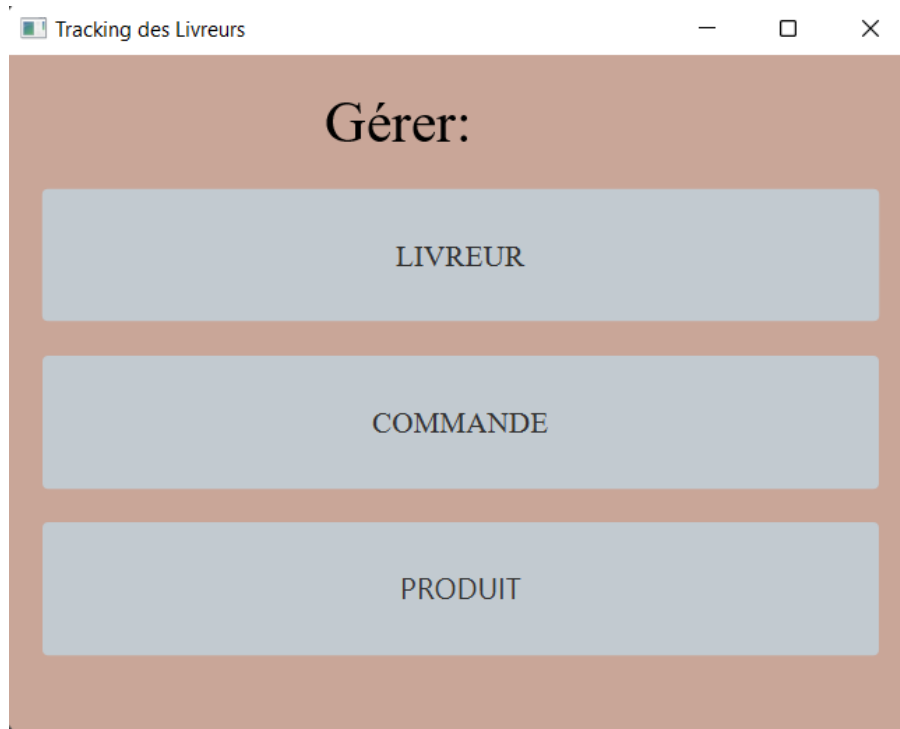 Tracking des Livreurs
Gérer:
LIVREUR
COMMANDE
PRODUIT